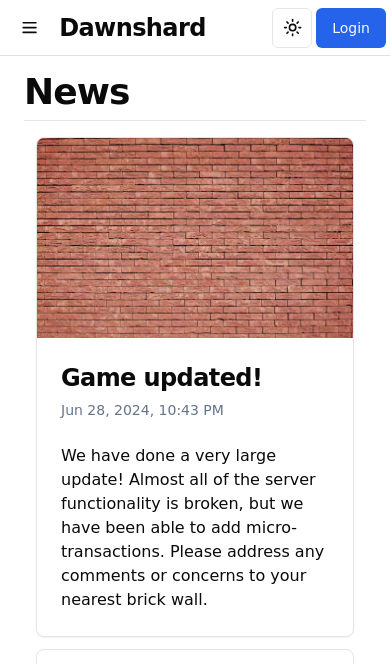 Dawnshard
Login
News
Game updated!
Jun 28, 2024, 10:43 PM
We have done a very large
update! Almost all of the server
functionality is broken, but we
have been able to add micro-
transactions. Please address any
comments or concerns to your
nearest brick wall.